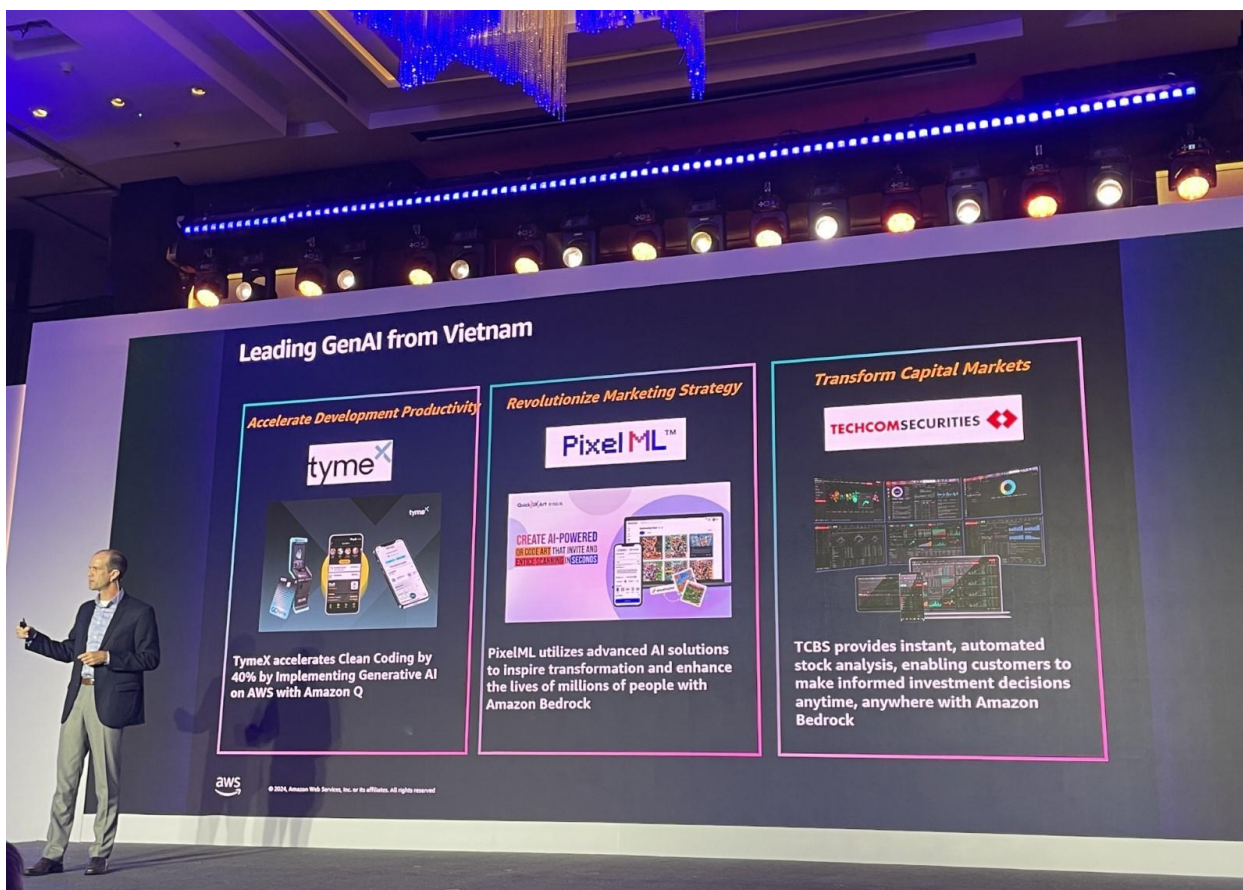 Leading GenAI from Vietnam
Accelerate Development Productivity
tymeX
tymeX
TymeX accelerates Clean Coding by
40% by Implementing Generative AI
on AWS with Amazon Q
Revolutionize Marketing Strategy
PixelML™
CREATE AI-POWERED
QR CODE ART THAT INVITE AND
ENTICE SCANNING IN SECONDS
PixelML utilizes advanced AI solutions
to inspire transformation and enhance
the lives of millions of people with
Amazon Bedrock
Transform Capital Markets
TECHCOMSECURITIES
TCBS provides instant, automated
stock analysis, enabling customers to
make informed investment decisions
anytime, anywhere with Amazon
Bedrock
aws
© 2024, Amazon Web Services, Inc. or its affiliates. All rights reserved